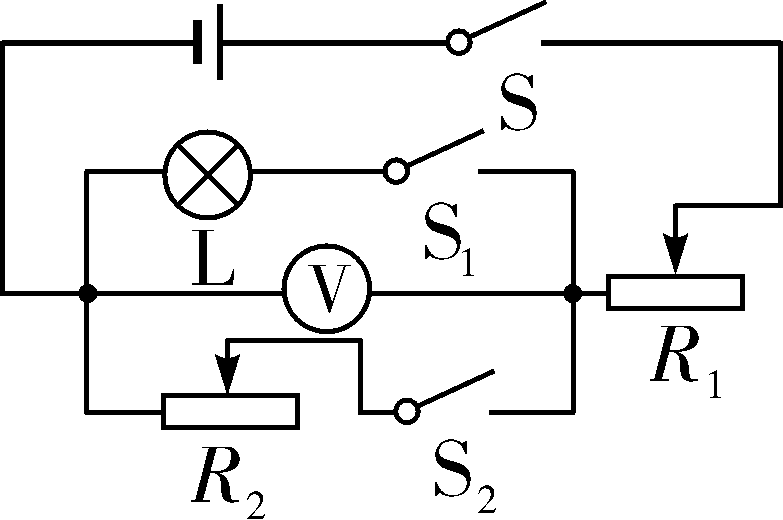 S
S₁
L
V
R₁
R₂
S₂